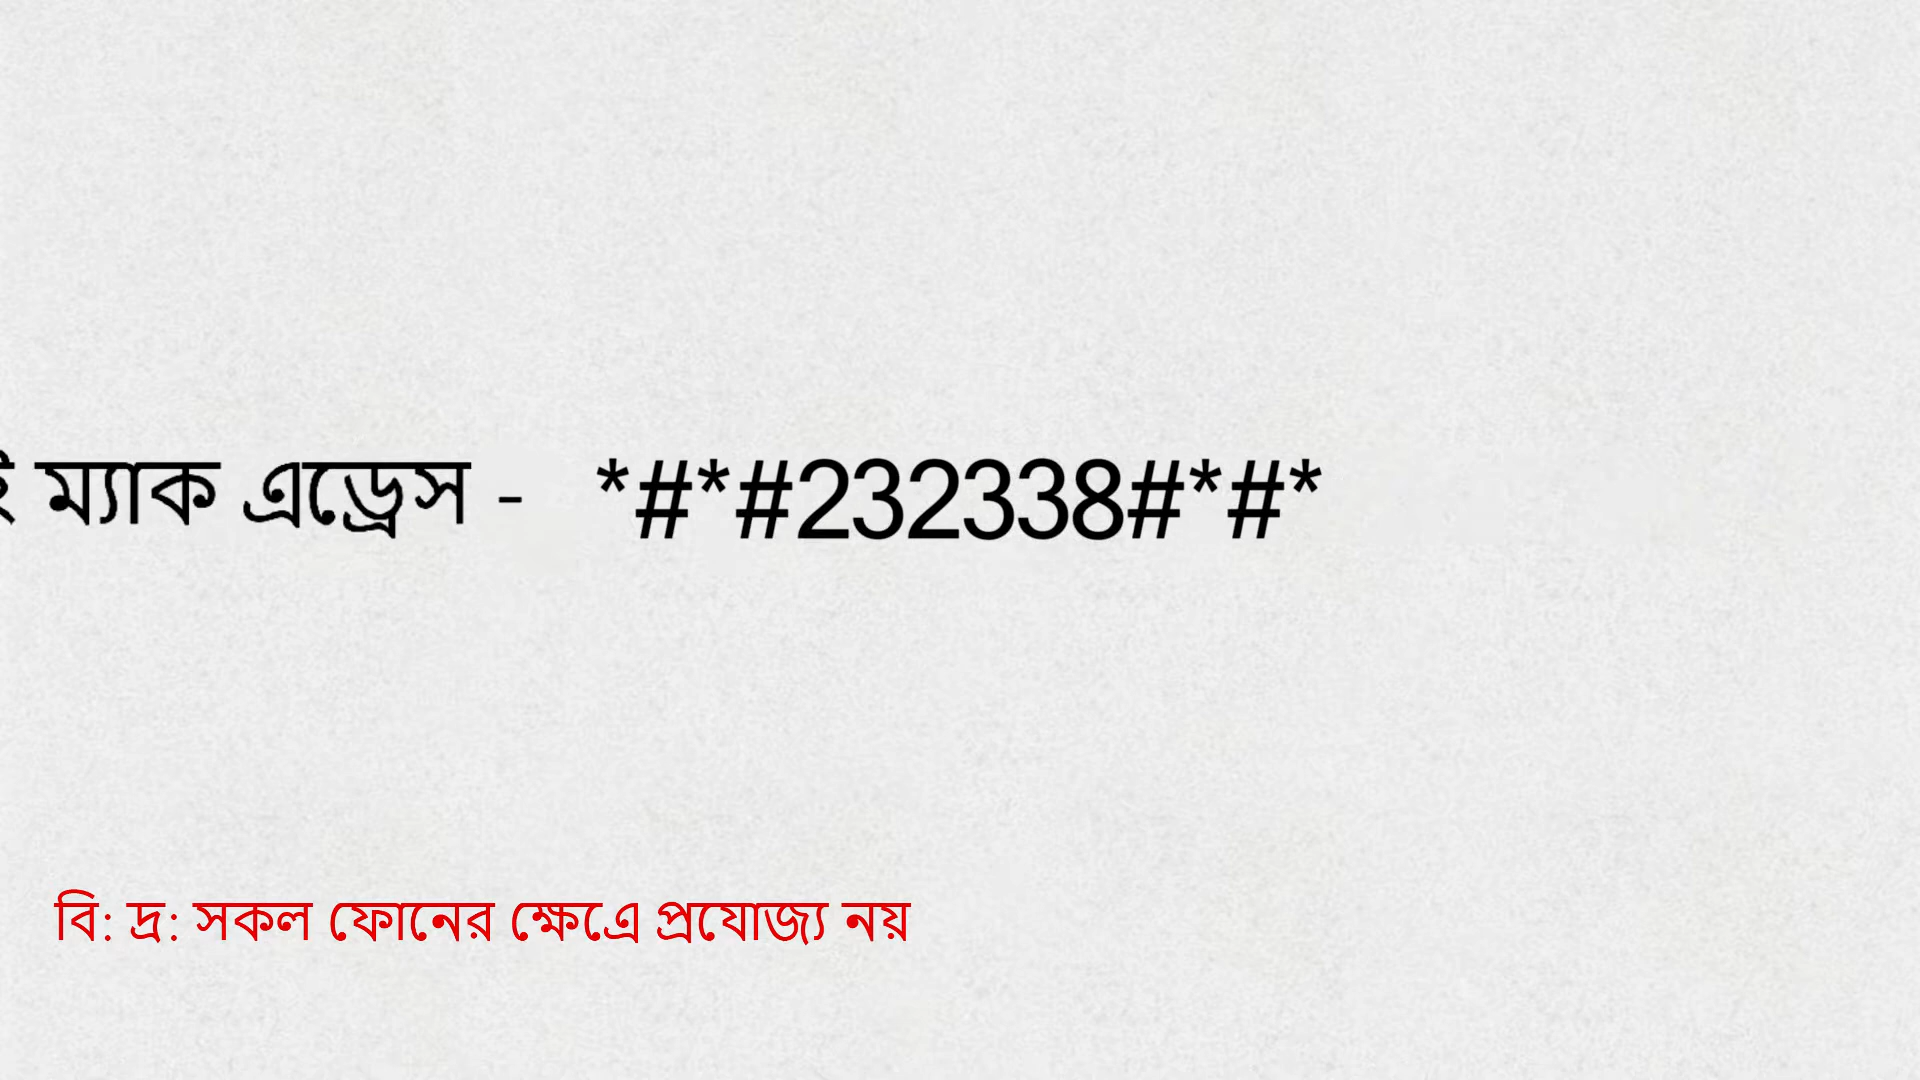 ম্যাক এড্রেস - *#*#232338#*#*
বি: দ্র: সকল ফোনের ক্ষেএে প্রযোজ্য নয়